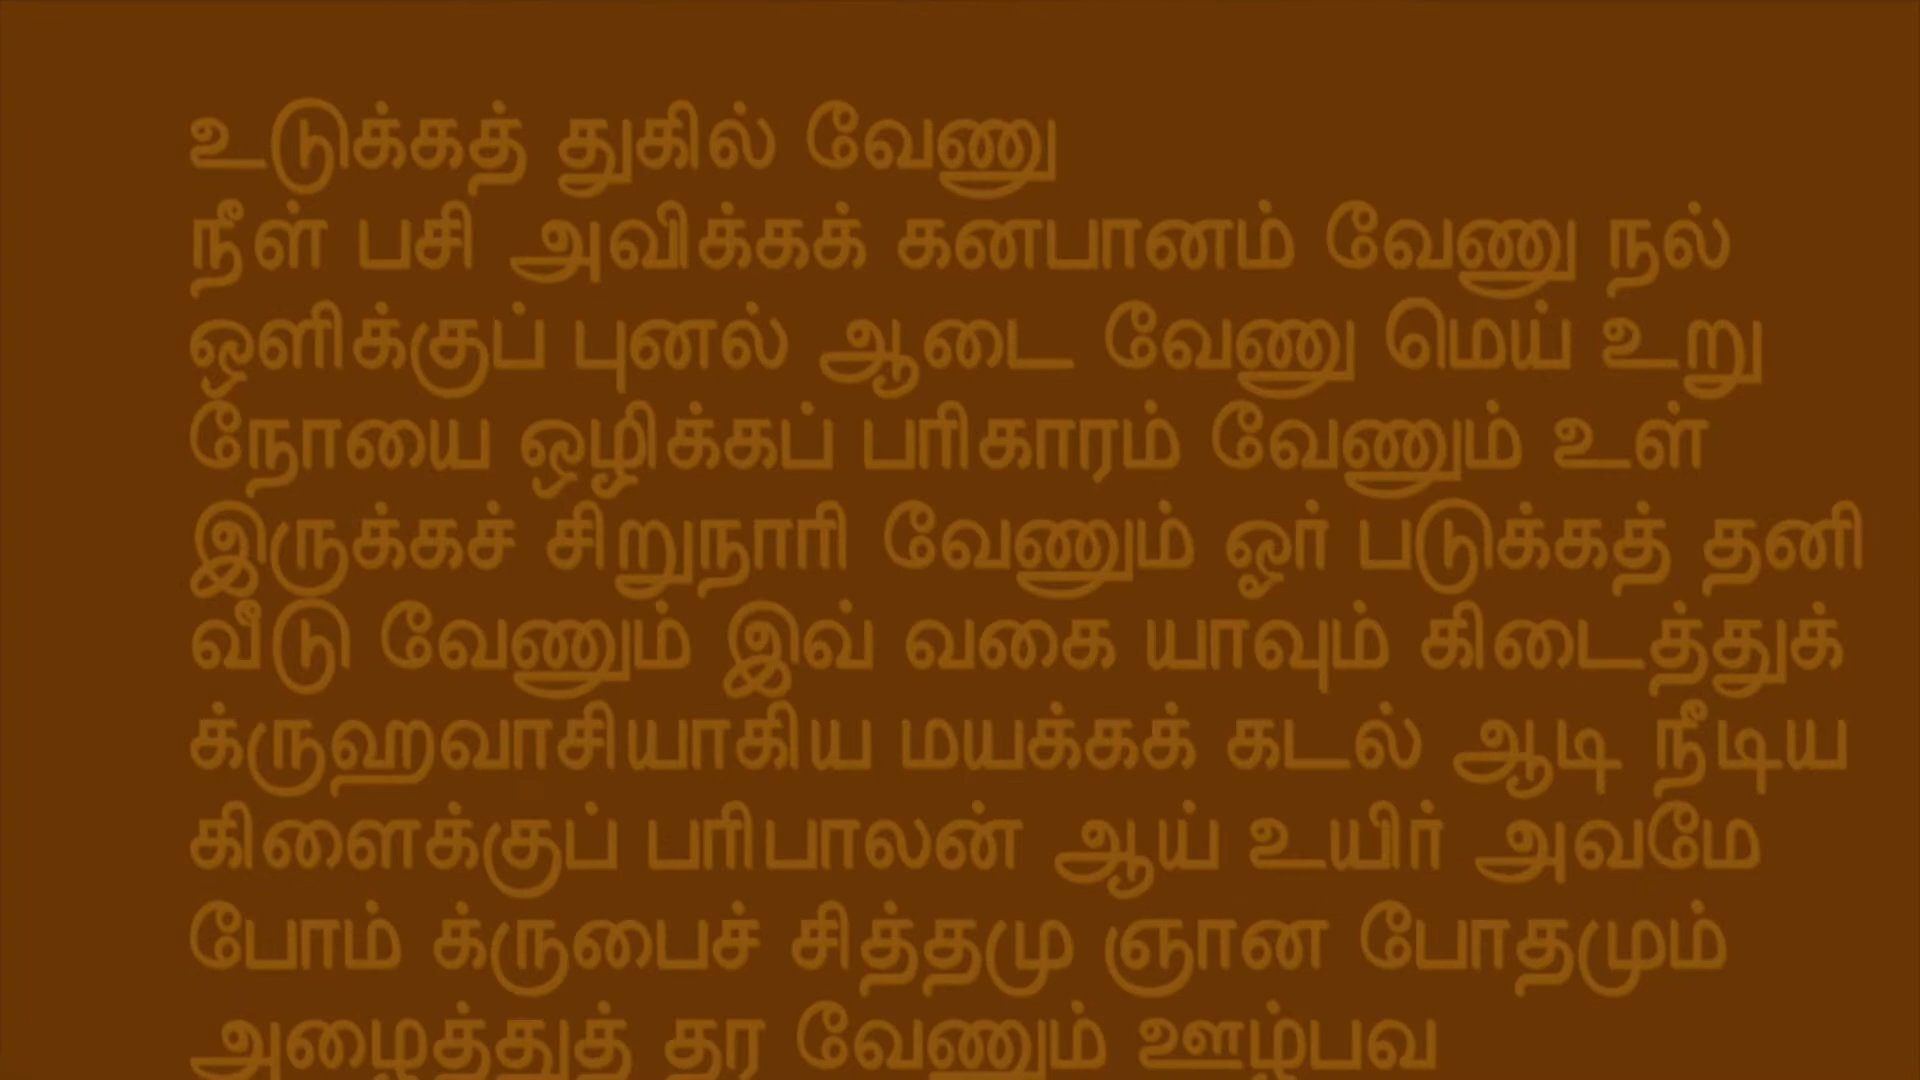 உடுக்கத் துகில் வேணு
நீள் பசி அவிக்கக் கனபானம் வேணு நல்
ஒளிக்குப் புனல் ஆடை வேணு மெய் உறு
நோயை ஒழிக்கப் பரிகாரம் வேணும் உள்
இருக்கச் சிறுநாரி வேணும் ஓர் படுக்கத் தனி
வீடு வேணும் இவ் வகை யாவும் கிடைத்துக்
க்ருஹவாசியாகிய மயக்கக் கடல் ஆடி நீடிய
கிளைக்குப் பரிபாலன் ஆய் உயிர் அவமே
போம் க்ருபைச் சித்தமு ஞான போதமும்
அழைத்துத் தர வேணும் ஊழ்பவ